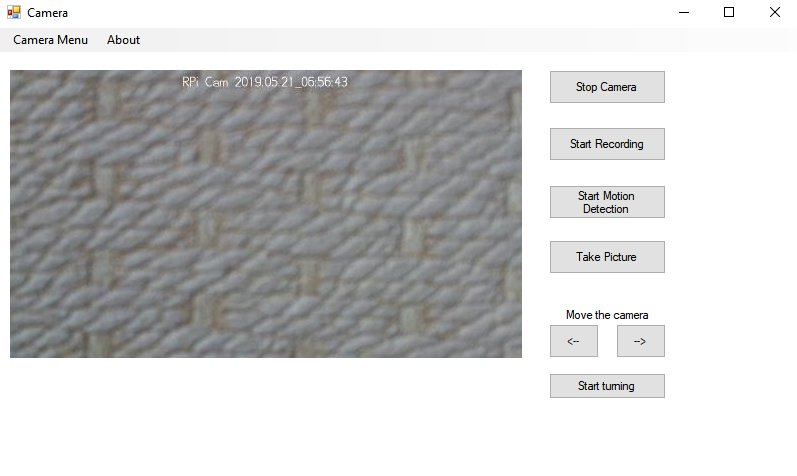 Camera
Camera Menu About
RPi Cam 2019.05.21_06:56:43
Stop Camera
Start Recording
Start Motion
Detection
Take Picture
Move the camera
<-- -->
Start turning